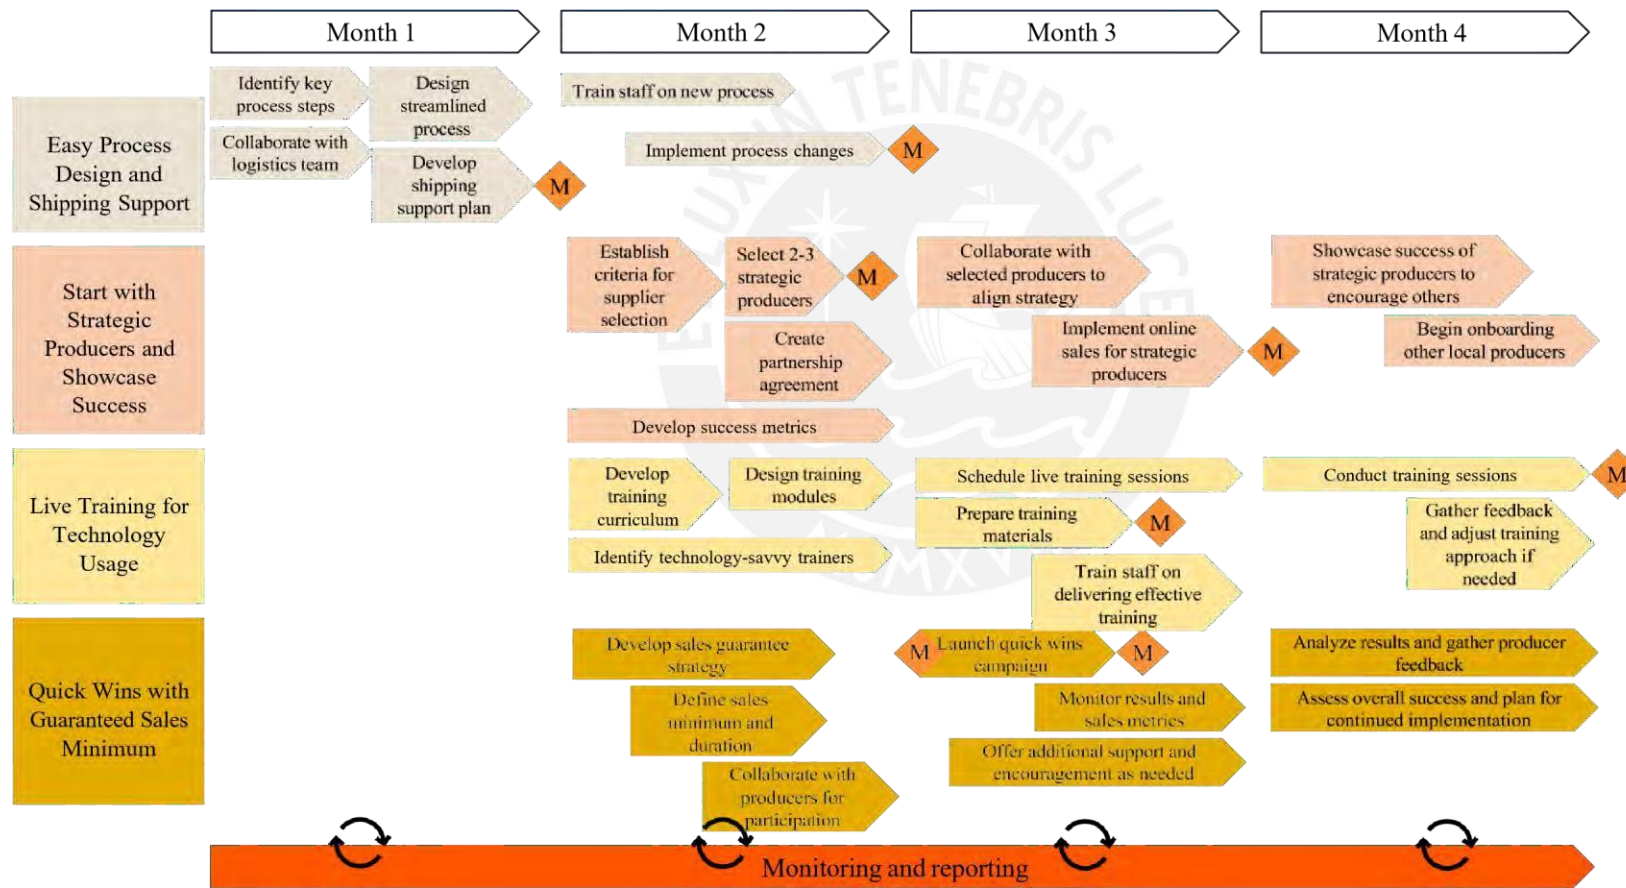 Month 1
Month 2
Month 3
Month 4
Easy Process
Design and
Shipping Support
Identify key
process steps
Design
streamlined
process
Collaborate with
logistics team
Develop
shipping
support plan
M
Train staff on new process
Implement process changes
M
Start with
Strategic
Producers and
Showcase
Success
Establish
criteria for
supplier
selection
Select 2-3
strategic
producers
M
Create
partnership
agreement
Develop success metrics
Collaborate with
selected producers to
align strategy
Implement online
sales for strategic
producers
M
Showcase success of
strategic producers to
encourage others
Begin onboarding
other local producers
Live Training for
Technology
Usage
Develop
training
curriculum
Design training
modules
Identify technology-savvy trainers
Schedule live training sessions
Prepare training
materials
M
Train staff on
delivering effective
training
Conduct training sessions
M
Gather feedback
and adjust training
approach if
needed
Quick Wins with
Guaranteed Sales
Minimum
Develop sales guarantee
strategy
Define sales
minimum and
duration
Collaborate with
producers for
participation
M
Launch quick wins
campaign
M
Monitor results and
sales metrics
Offer additional support and
encouragement as needed
Analyze results and gather producer
feedback
Assess overall success and plan for
continued implementation
Monitoring and reporting
ET LUX IN TENEBRIS LUCET